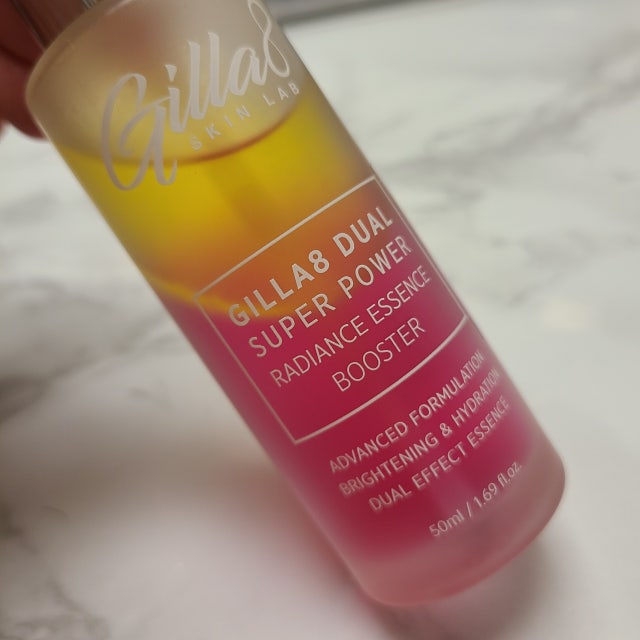 Gilla8
SKIN LAB
GILLA8 DUAL
SUPER POWER
RADIANCE ESSENCE
BOOSTER
ADVANCED FORMULATION
BRIGHTENING & HYDRATION
DUAL EFFECT ESSENCE
50ml / 1.69 fl.oz.